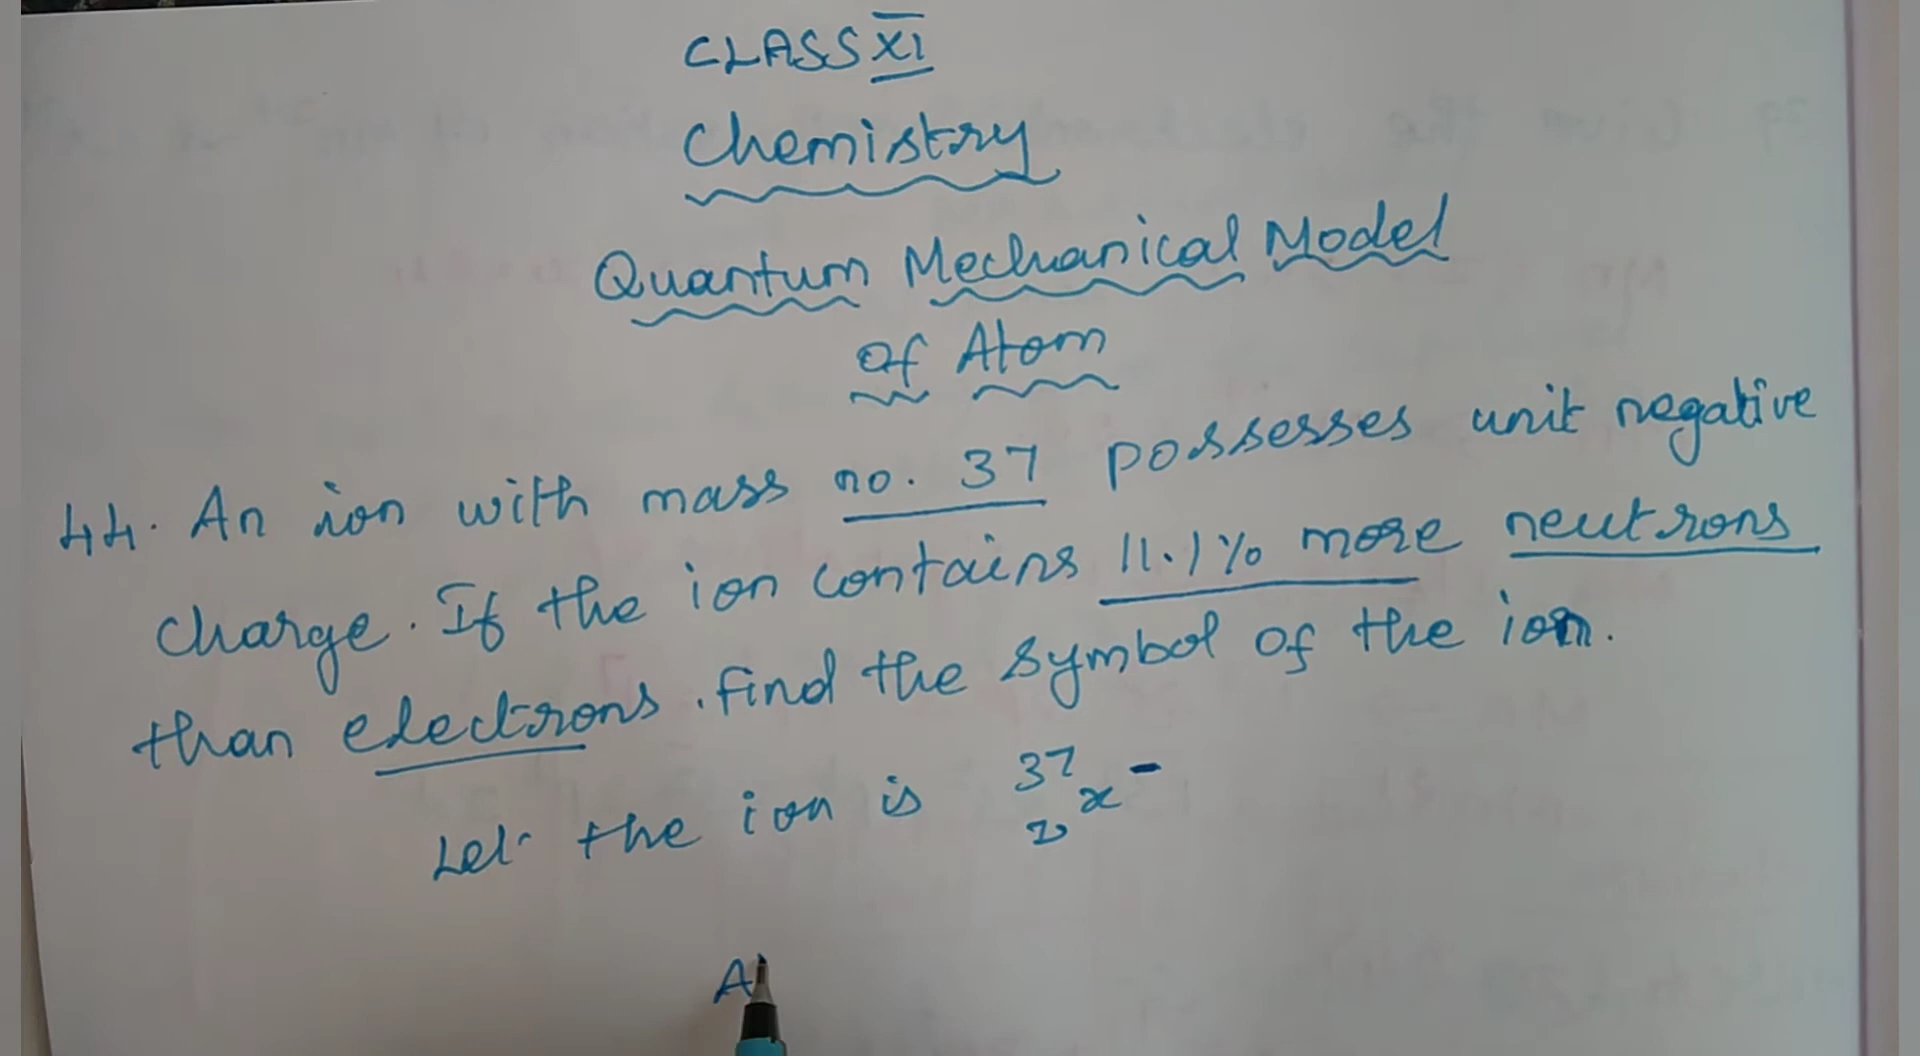 CLASS XI
Chemistry
Quantum Mechanical Model
of Atom
44. An ion with mass no. 37 possesses unit negative
charge. If the ion contains 11.1% more neutrons
than electrons. find the symbol of the ion.
Let the ion is 37 z x -
A